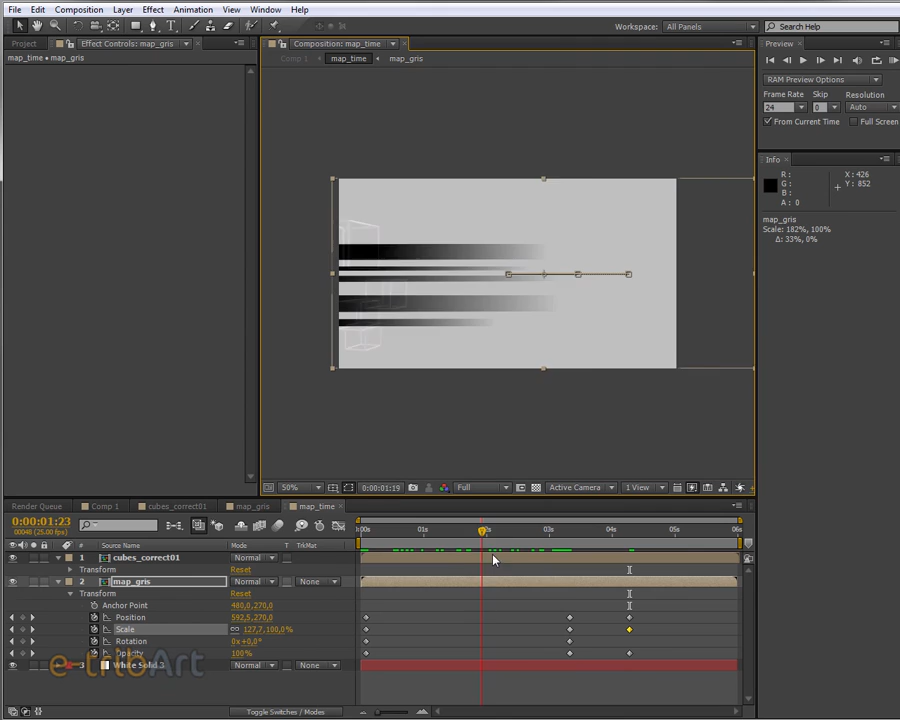 File Edit Composition Layer Effect Animation View Window Help
Workspace: All Panels Search Help
Project Effect Controls: map_gris
map_time • map_gris
Composition: map_time
Comp 1 map_time map_gris
Preview
RAM Preview Options
Frame Rate Skip Resolution
24 0 Auto
From Current Time Full Screen
Info
R : X : 426
G : Y : 852
B :
A : 0
map_gris
Scale: 182%, 100%
Δ: 33%, 0%
50% 0:00:01:19 Full Active Camera 1 View
Render Queue Comp 1 cubes_correct01 map_gris map_time
0:00:01:23
00048 (25.00 fps)
00s 01s 02s 03s 04s 05s
# Source Name Mode T TrkMat
1 cubes_correct01 Normal
Transform Reset
2 map_gris Normal None
Transform Reset
Anchor Point 480,0,270,0
Position 592,5,270,0
Scale 127,7,100,0%
Rotation 0x+0,0°
Opacity 100%
3 White Solid 3 Normal None
e-trioArt
Toggle Switches / Modes